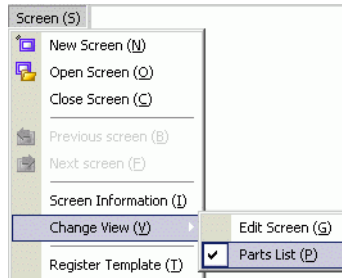 Screen (S)
New Screen (N)
Open Screen (O)
Close Screen (C)
Previous screen (B)
Next screen (F)
Screen Information (I)
Change View (V)
Edit Screen (G)
Parts List (P)
Register Template (T)